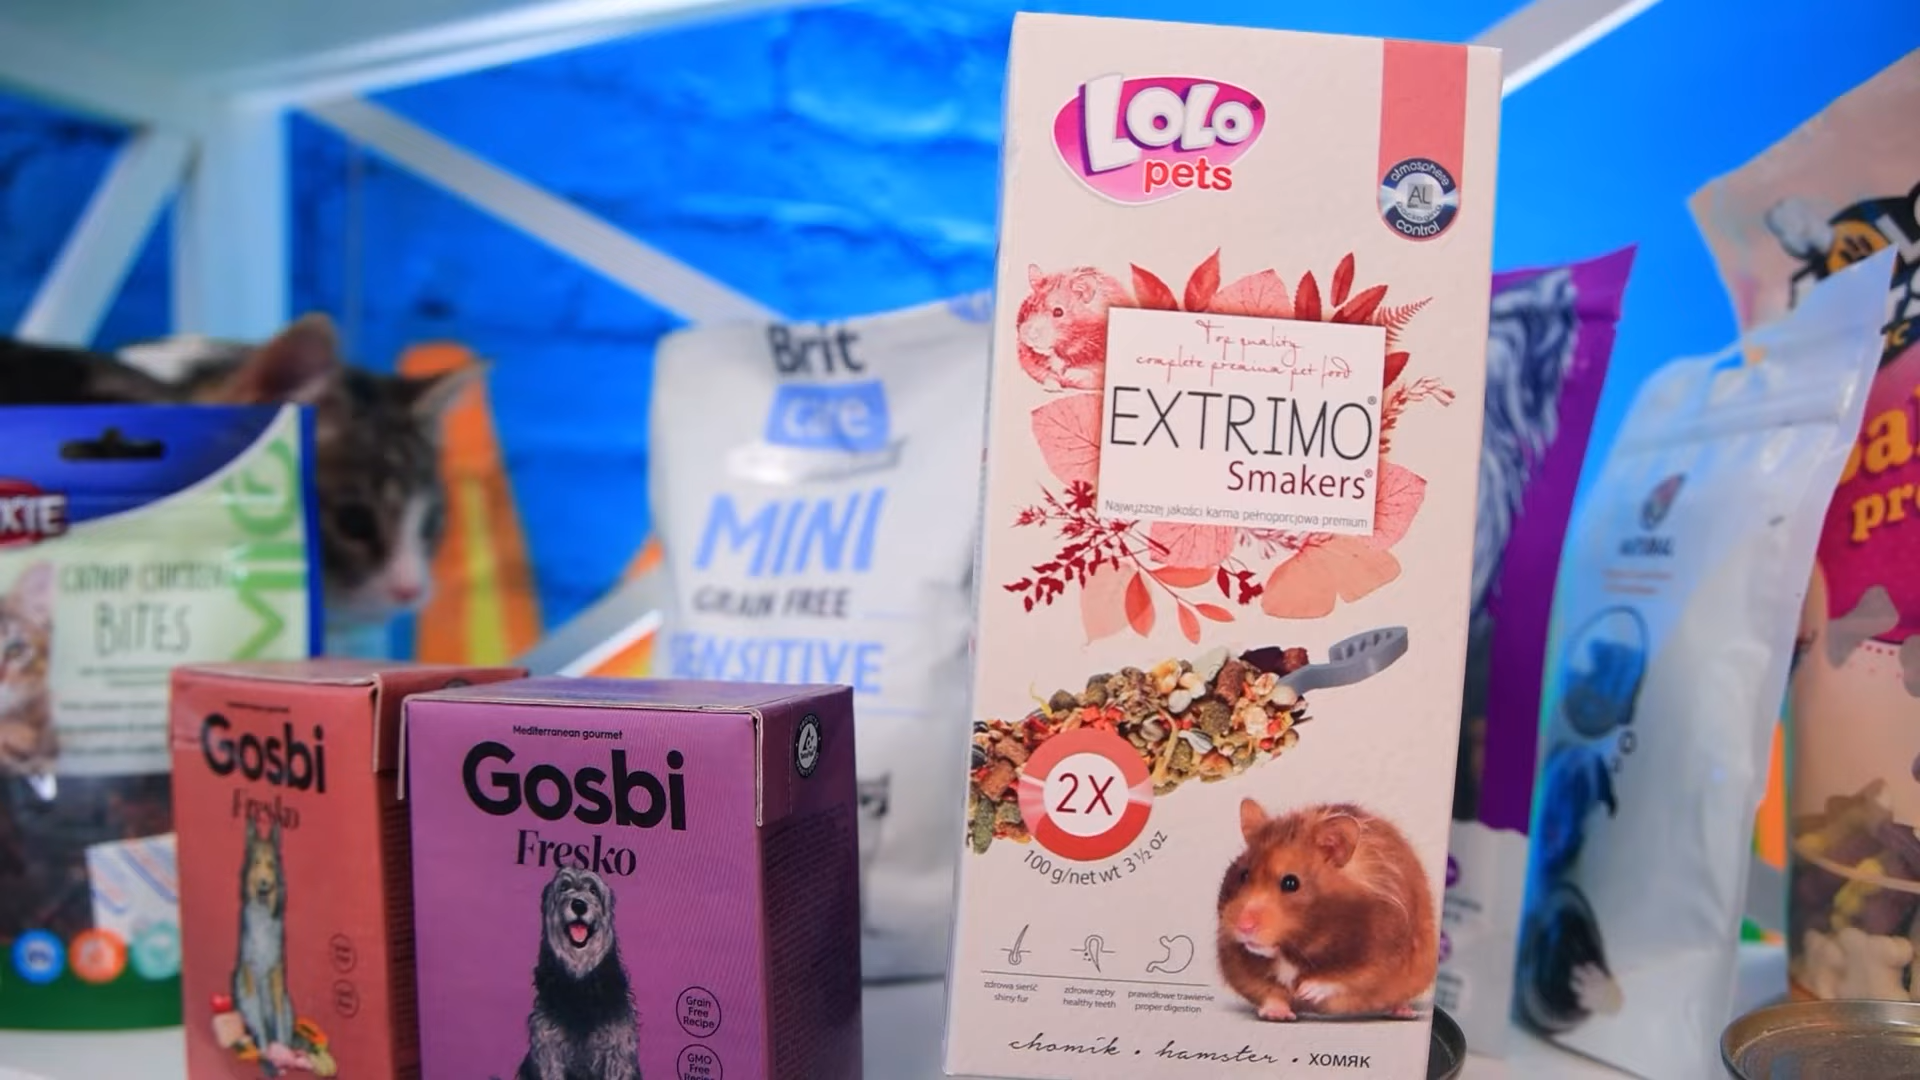 LOLO
pets
atmosphere
AL
packaging
control
Top quality
complete premium pet food
EXTRIMO®
Smakers®
Najwyższej jakości karma pełnoporcjowa premium
2X
100 g/net wt 3 ½ oz
zdrowa sierść
shiny fur
zdrowe zęby
healthy teeth
prawidłowe trawienie
proper digestion
chomik • hamster • ХОМЯК
Brit
care
MINI
GRAIN FREE
SENSITIVE
XIE
CATNIP CHICKEN
BITES
Gosbi
Fresko
Mediterranean gourmet
Gosbi
Fresko
Grain
Free
Recipe
GMO
Free
Recipe